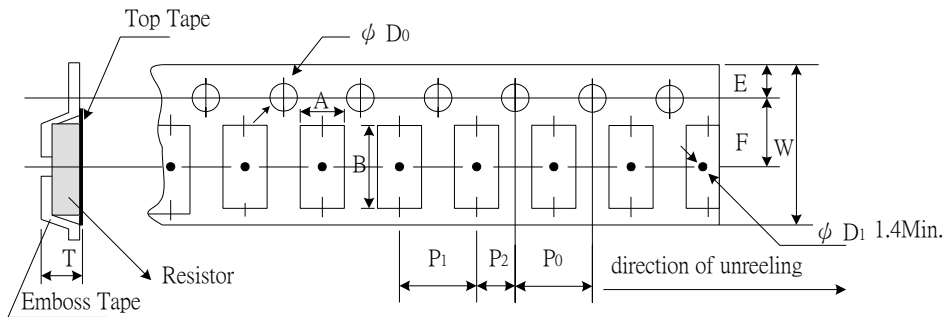 Top Tape
ϕ D0
A
E
B
F
W
ϕ D1 1.4Min.
T
Resistor
P1
P2
P0
direction of unreeling
Emboss Tape